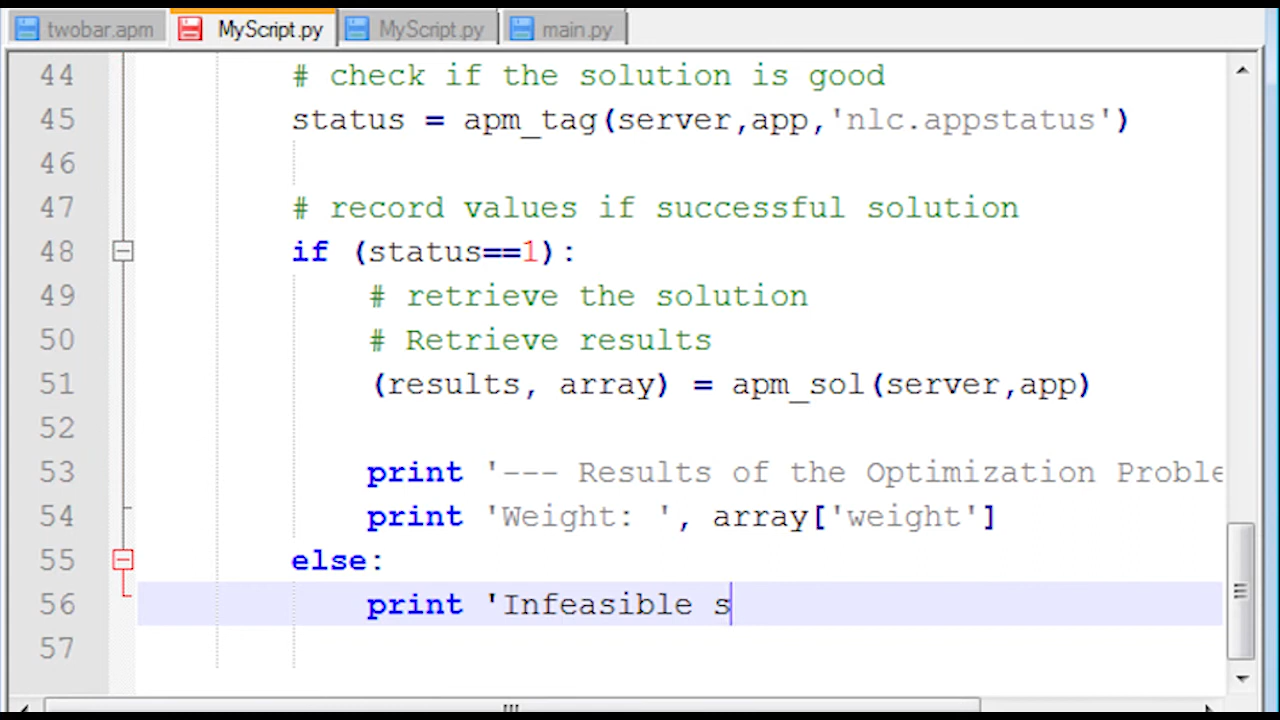 twobar.apm MyScript.py MyScript.py main.py
44 # check if the solution is good
45 status = apm_tag(server,app,'nlc.appstatus')
46
47 # record values if successful solution
48 if (status==1):
49 # retrieve the solution
50 # Retrieve results
51 (results, array) = apm_sol(server,app)
52
53 print '--- Results of the Optimization Proble
54 print 'Weight: ', array['weight']
55 else:
56 print 'Infeasible s
57